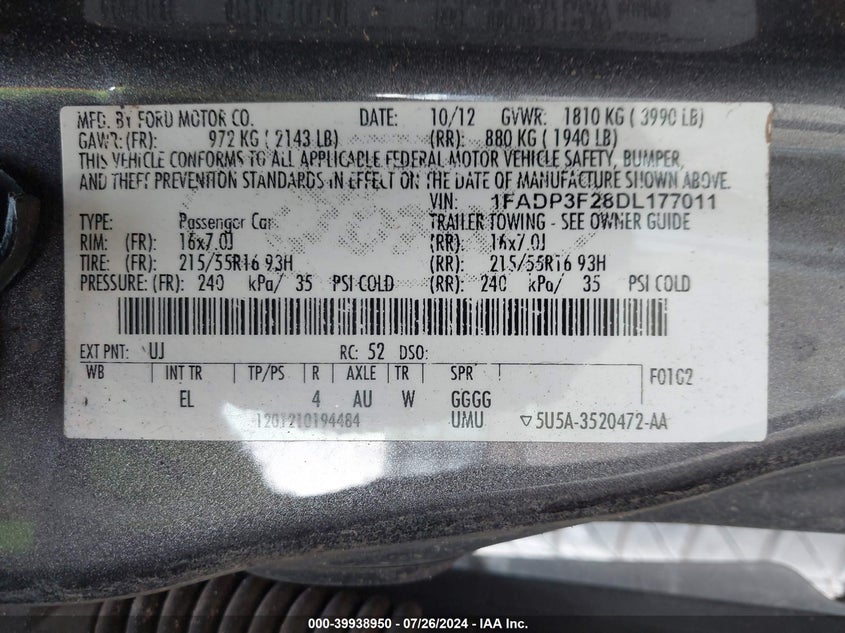 MFD. BY FORD MOTOR CO. DATE: 10/12 GVWR: 1810 KG ( 3990 LB)
GAWR: (FR): 972 KG ( 2143 LB) (RR): 880 KG ( 1940 LB)
THIS VEHICLE CONFORMS TO ALL APPLICABLE FEDERAL MOTOR VEHICLE SAFETY, BUMPER,
AND THEFT PREVENTION STANDARDS IN EFFECT ON THE DATE OF MANUFACTURE SHOWN ABOVE.
VIN: 1FADP3F28DL177011
TYPE: Passenger Car TRAILER TOWING - SEE OWNER GUIDE
RIM: (FR): 16x7.0J (RR): 16x7.0J
TIRE: (FR): 215/55R16 93H (RR): 215/55R16 93H
PRESSURE: (FR): 240 kPa/ 35 PSI COLD (RR): 240 kPa/ 35 PSI COLD
EXT PNT: UJ RC: 52 DSO:
WB INT TR TP/PS R AXLE TR SPR F01G2
EL 4 AU W GGGG
1201210194484 UMU ▽5U5A-3520472-AA
000-39938950 - 07/26/2024 - IAA Inc.